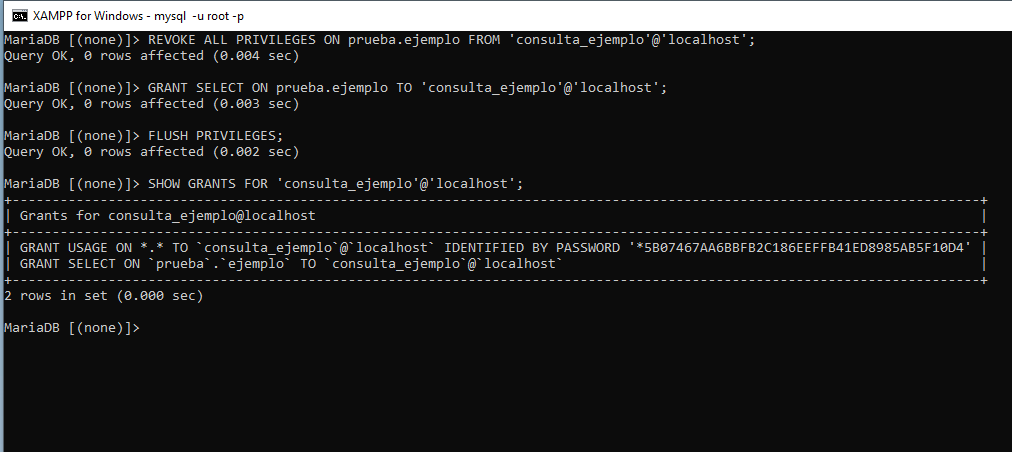 XAMPP for Windows - mysql -u root -p
MariaDB [(none)]> REVOKE ALL PRIVILEGES ON prueba.ejemplo FROM 'consulta_ejemplo'@'localhost';
Query OK, 0 rows affected (0.004 sec)
MariaDB [(none)]> GRANT SELECT ON prueba.ejemplo TO 'consulta_ejemplo'@'localhost';
Query OK, 0 rows affected (0.003 sec)
MariaDB [(none)]> FLUSH PRIVILEGES;
Query OK, 0 rows affected (0.002 sec)
MariaDB [(none)]> SHOW GRANTS FOR 'consulta_ejemplo'@'localhost';
+-------------------------------------------------------------------------------------------------------------------------+
| Grants for consulta_ejemplo@localhost                                                                                   |
+-------------------------------------------------------------------------------------------------------------------------+
| GRANT USAGE ON *.* TO `consulta_ejemplo`@`localhost` IDENTIFIED BY PASSWORD '*5B07467AA6BBFB2C186EEFFB41ED8985AB5F10D4' |
| GRANT SELECT ON `prueba`.`ejemplo` TO `consulta_ejemplo`@`localhost`                                                    |
+-------------------------------------------------------------------------------------------------------------------------+
2 rows in set (0.000 sec)
MariaDB [(none)]>